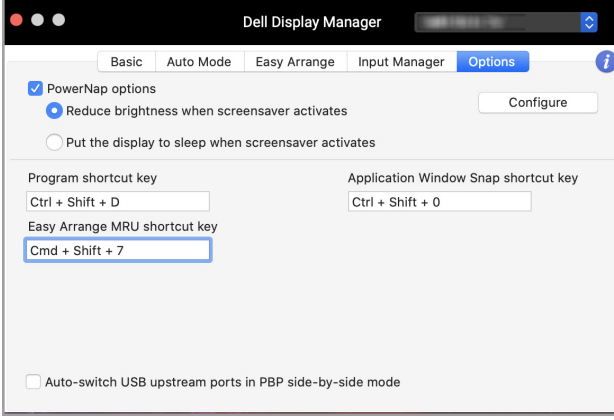 Dell Display Manager
Basic Auto Mode Easy Arrange Input Manager Options i
PowerNap options
Reduce brightness when screensaver activates
Configure
Put the display to sleep when screensaver activates
Program shortcut key
Application Window Snap shortcut key
Ctrl + Shift + D
Ctrl + Shift + 0
Easy Arrange MRU shortcut key
Cmd + Shift + 7
Auto-switch USB upstream ports in PBP side-by-side mode